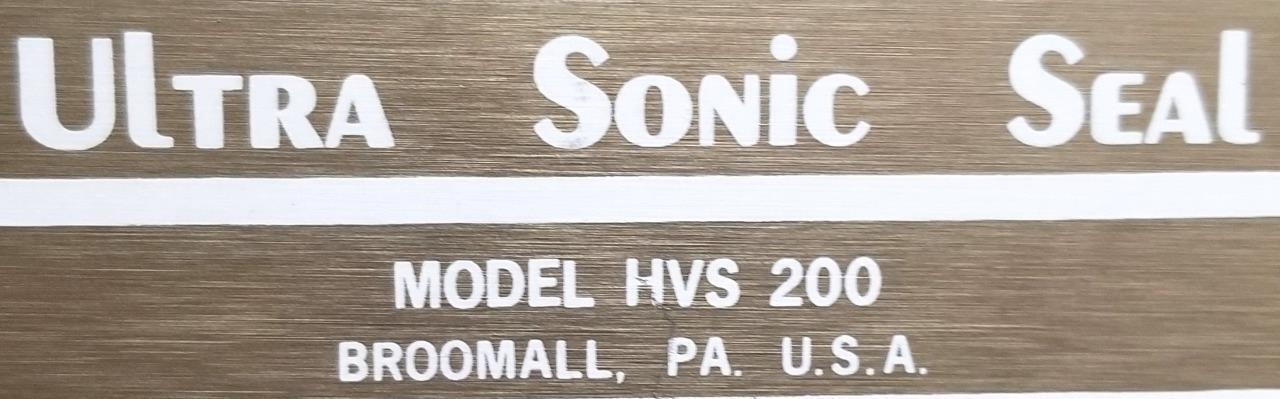 Ultra Sonic Seal
MODEL HVS 200
BROOMALL, PA. U.S.A.